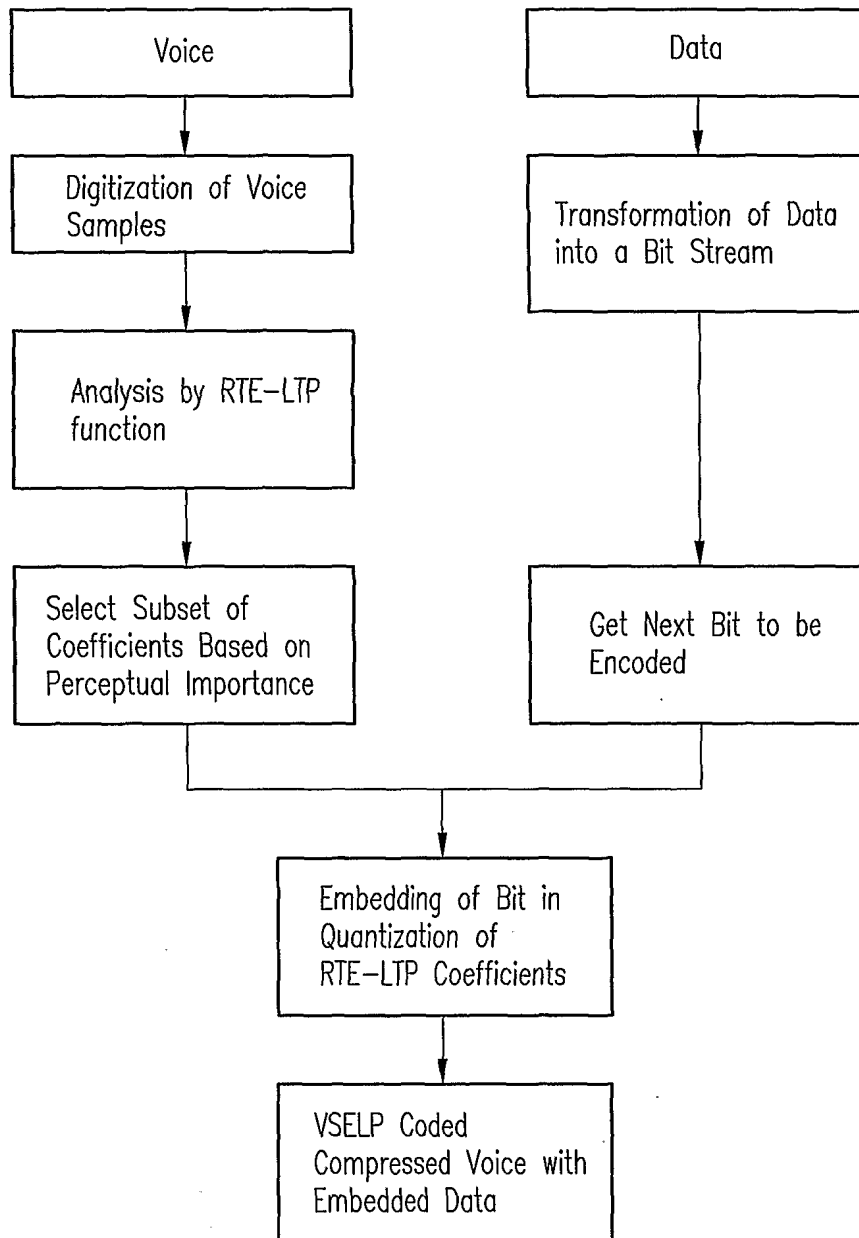 Voice
Data
Digitization of Voice
Samples
Transformation of Data
into a Bit Stream
Analysis by RTE-LTP
function
Select Subset of
Coefficients Based on
Perceptual Importance
Get Next Bit to be
Encoded
Embedding of Bit in
Quantization of
RTE-LTP Coefficients
VSELP Coded
Compressed Voice with
Embedded Data